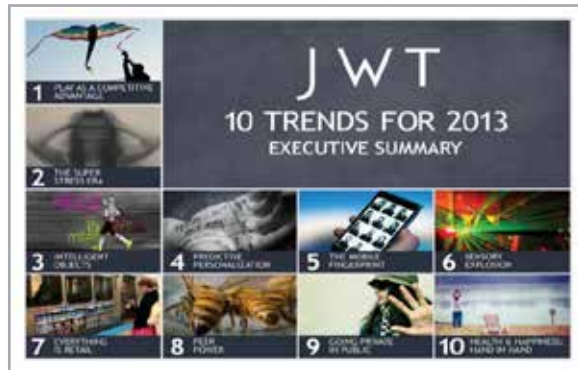 JWT
10 TRENDS FOR 2013
EXECUTIVE SUMMARY
1 PLAY AS A COMPETITIVE
ADVANTAGE
2 THE SUPER
STRESS ERA
3 INTELLIGENT
OBJECTS
4 PREDICTIVE
PERSONALIZATION
5 THE MOBILE
FINGERPRINT
6 SENSORY
EXPLOSION
7 EVERYTHING
IS RETAIL
8 PEER
POWER
9 GOING PRIVATE
IN PUBLIC
10 HEALTH & HAPPINESS:
HAND IN HAND